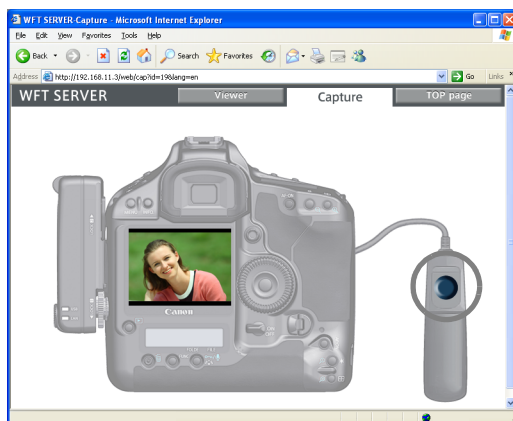 WFT SERVER-Capture - Microsoft Internet Explorer
File Edit View Favorites Tools Help
Back Search Favorites
Address http://192.168.11.3/web/cap?id=19&lang=en Go Links »
WFT SERVER Viewer Capture TOP page
Canon